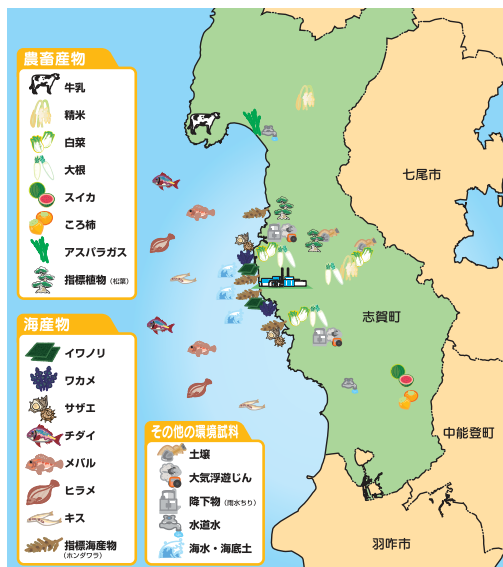 農畜産物
牛乳
精米
白菜
大根
スイカ
ころ柿
アスパラガス
指標植物（松葉）
海産物
イワノリ
ワカメ
サザエ
チダイ
メバル
ヒラメ
キス
指標海産物
（ホンダワラ）
その他の環境試料
土壌
大気浮遊じん
降下物（雨水ちり）
水道水
海水・海底土
七尾市
志賀町
中能登町
羽咋市